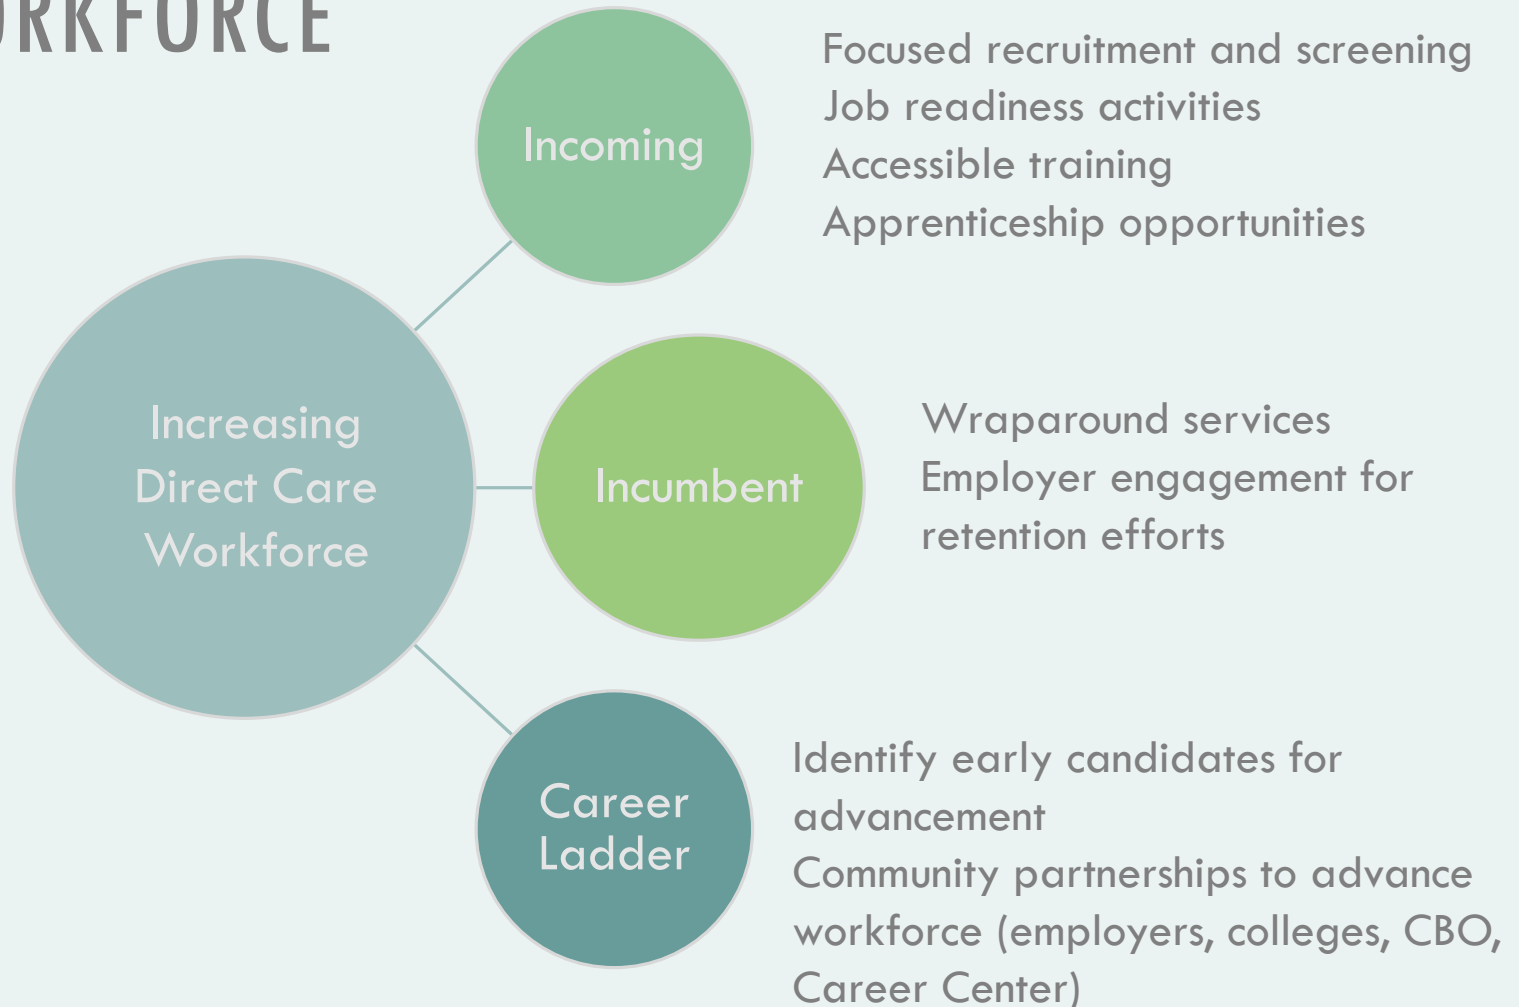 ORKFORCE
Incoming
Focused recruitment and screening
Job readiness activities
Accessible training
Apprenticeship opportunities
Increasing
Direct Care
Workforce
Incumbent
Wraparound services
Employer engagement for
retention efforts
Career
Ladder
Identify early candidates for
advancement
Community partnerships to advance
workforce (employers, colleges, CBO,
Career Center)